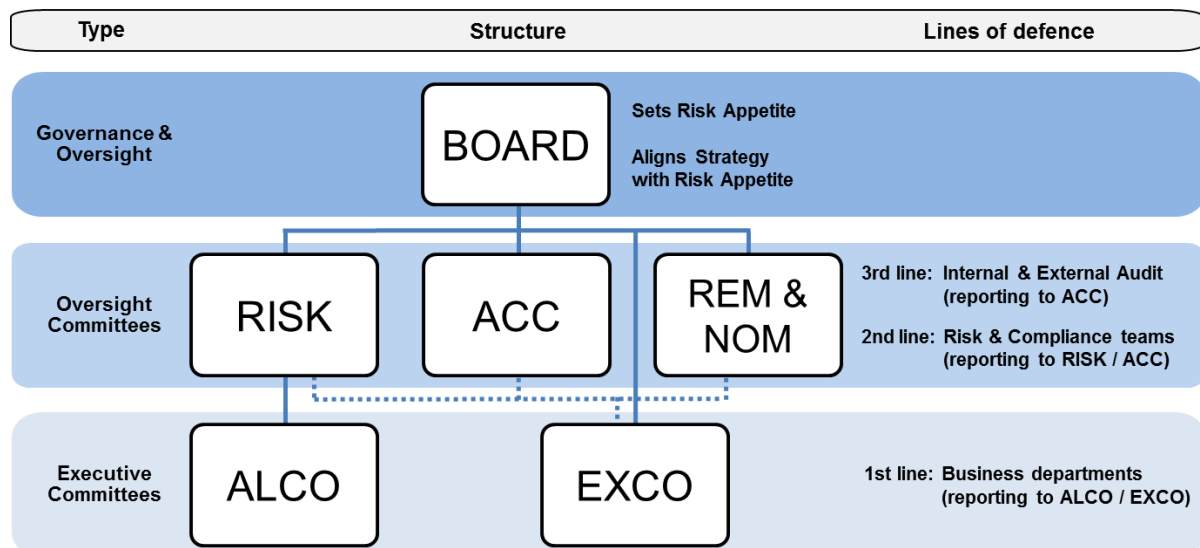 Type
Structure
Lines of defence
Governance &
Oversight
BOARD
Sets Risk Appetite
Aligns Strategy
with Risk Appetite
Oversight
Committees
RISK
ACC
REM &
NOM
3rd line: Internal & External Audit
(reporting to ACC)
2nd line: Risk & Compliance teams
(reporting to RISK / ACC)
Executive
Committees
ALCO
EXCO
1st line: Business departments
(reporting to ALCO / EXCO)